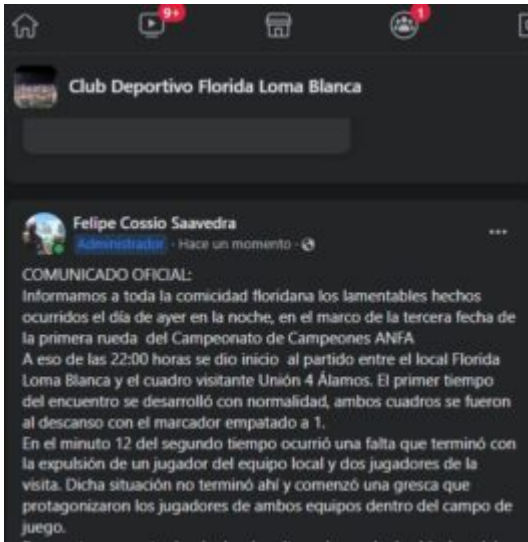 9+
1
Club Deportivo Florida Loma Blanca
Felipe Cossio Saavedra
Administrador · Hace un momento ·
COMUNICADO OFICIAL:
Informamos a toda la comicidad floridana los lamentables hechos
ocurridos el día de ayer en la noche, en el marco de la tercera fecha de
la primera rueda del Campeonato de Campeones ANFA
A eso de las 22:00 horas se dio inicio al partido entre el local Florida
Loma Blanca y el cuadro visitante Unión 4 Álamos. El primer tiempo
del encuentro se desarrolló con normalidad, ambos cuadros se fueron
al descanso con el marcador empatado a 1.
En el minuto 12 del segundo tiempo ocurrió una falta que terminó con
la expulsión de un jugador del equipo local y dos jugadores de la
visita. Dicha situación no terminó ahí y comenzó una gresca que
protagonizaron los jugadores de ambos equipos dentro del campo de
juego.